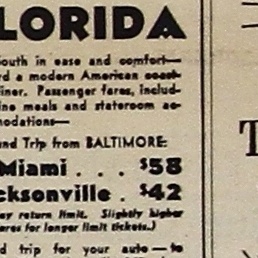 LORIDA
outh in ease and comfort—
rd a modern American coast-
iner. Passenger fares, includ-
ine meals and stateroom ac-
modations—
und Trip from BALTIMORE:
Miami . . . $58
cksonville . $42
ay return limit. Slightly higher
ares for longer limit tickets.)
d trip for your auto—to
T